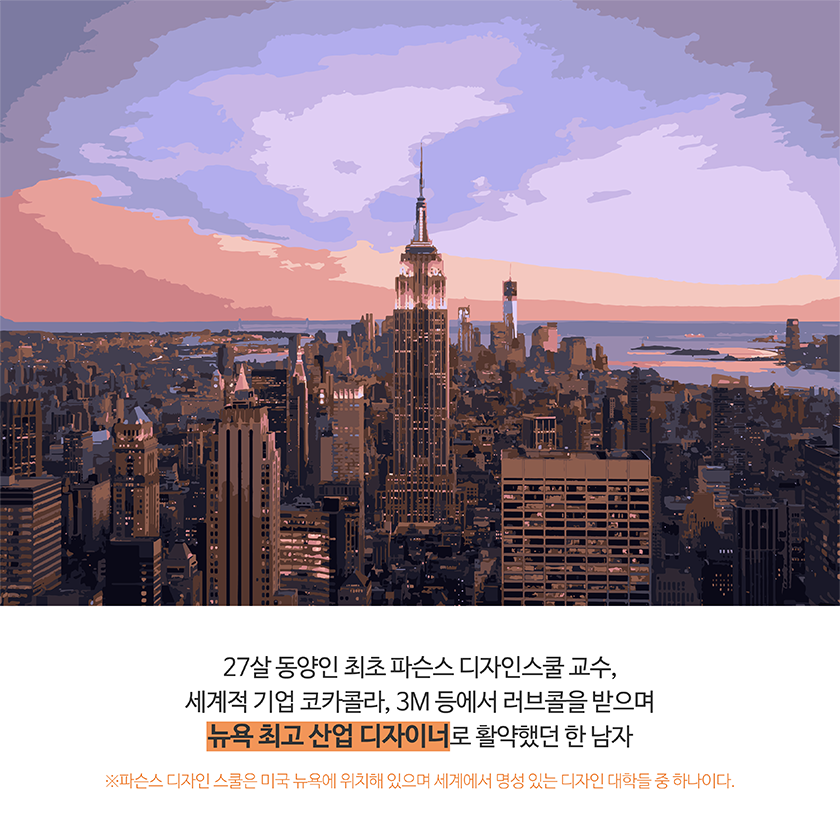 27살 동양인 최초 파슨스 디자인스쿨 교수,
세계적 기업 코카콜라, 3M 등에서 러브콜을 받으며
뉴욕 최고 산업 디자이너로 활약했던 한 남자
※파슨스 디자인 스쿨은 미국 뉴욕에 위치해 있으며 세계에서 명성 있는 디자인 대학들 중 하나이다.